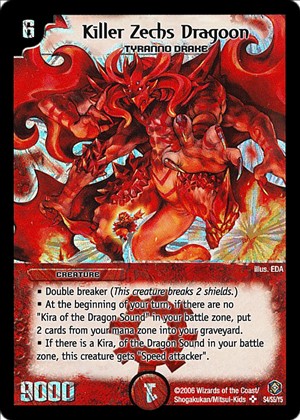 6
Killer Zechs Dragoon
TYRANNO DRAKE
illus. EDA
CREATURE
▪ Double breaker (This creature breaks 2 shields.)
▪ At the beginning of your turn, if there are no
"Kira of the Dragon Sound" in your battle zone, put
2 cards from your mana zone into your graveyard.
▪ If there is a Kira, of the Dragon Sound in your battle
zone, this creature gets "Speed attacker".
9000
1
©2006 Wizards of the Coast/
Shogakukan/Mitsui-Kids
S4/S5/Y5